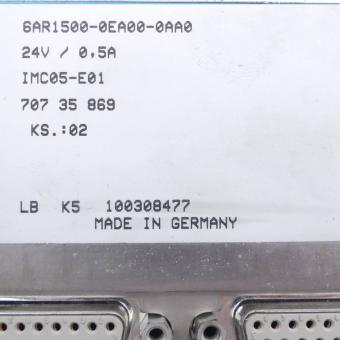 6AR1500-0EA00-0AA0
24V / 0,5A
IMC05-E01
707 35 869
KS.:02
LB K5 100308477
MADE IN GERMANY